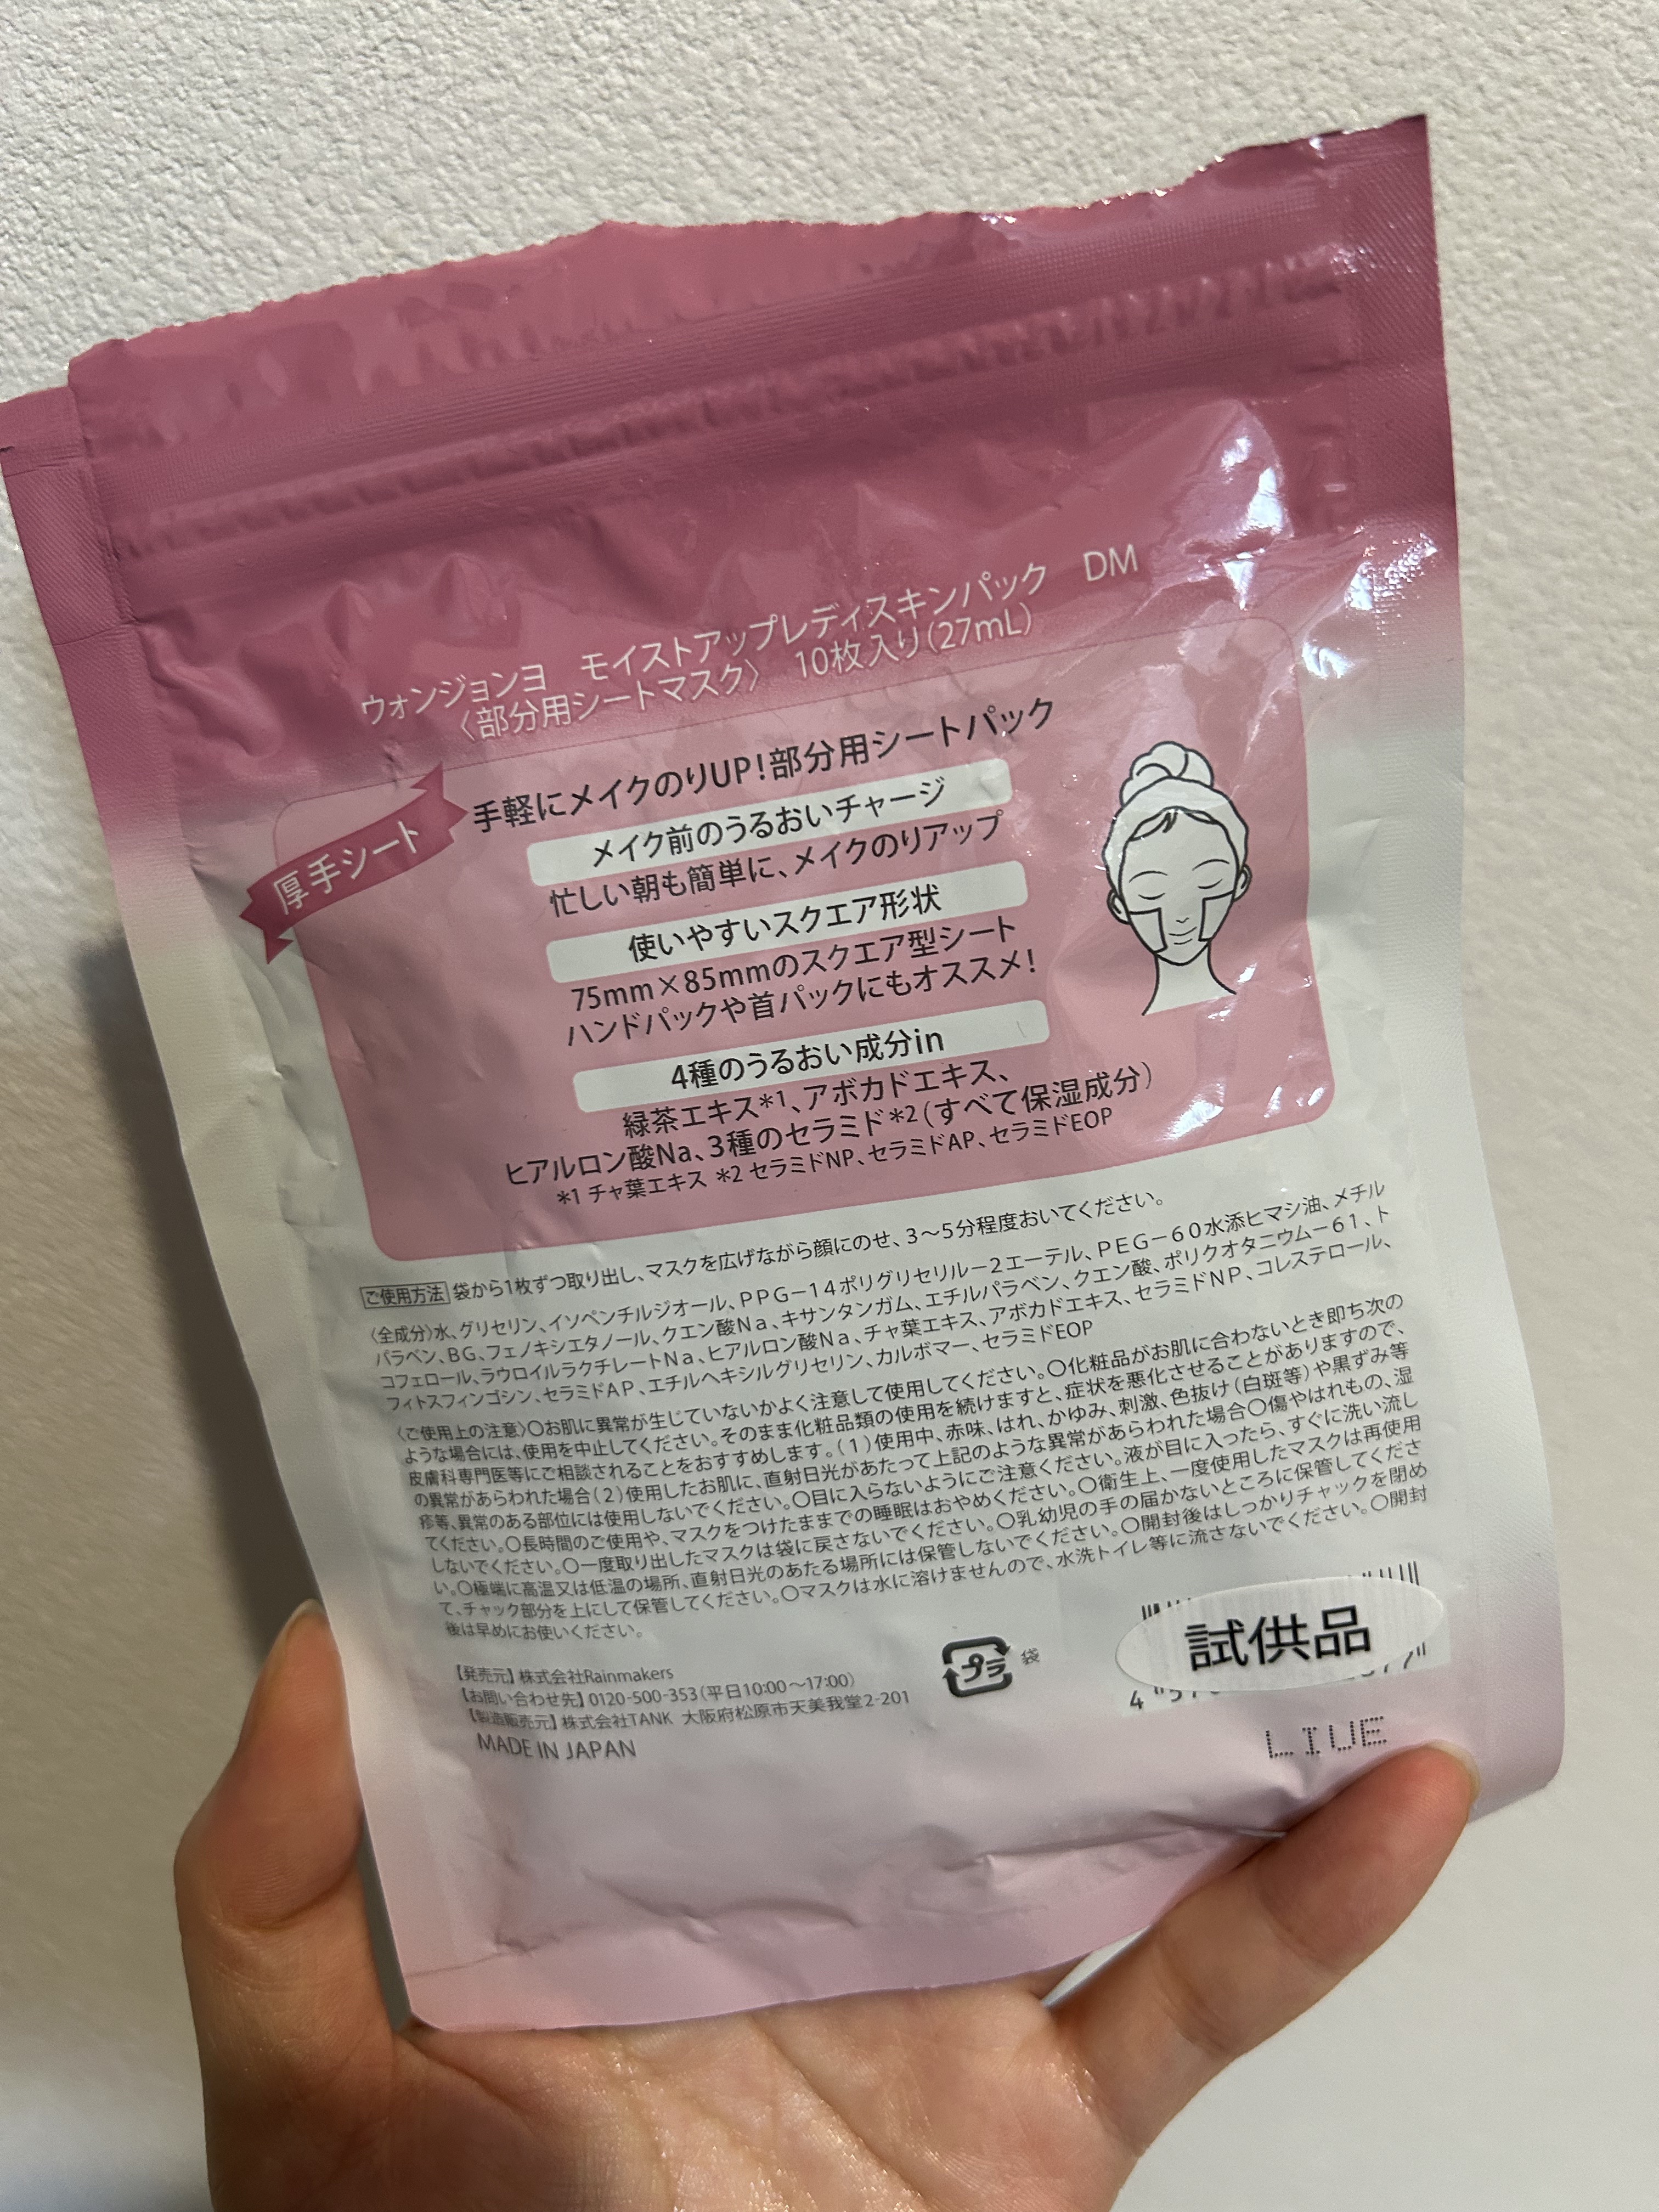 ウォンジョンヨ　モイストアップレディスキンパック　DM
〈部分用シートマスク〉　10枚入り(27mL)
厚手シート
手軽にメイクのりUP!部分用シートパック
メイク前のうるおいチャージ
忙しい朝も簡単に、メイクのりアップ
使いやすいスクエア形状
75mm×85mmのスクエア型シート
ハンドパックや首パックにもオススメ!
4種のうるおい成分in
緑茶エキス*1、アボカドエキス、
ヒアルロン酸Na、3種のセラミド*2(すべて保湿成分)
*1 チャ葉エキス *2 セラミドNP、セラミドAP、セラミドEOP
ご使用方法 袋から1枚ずつ取り出し、マスクを広げながら顔にのせ、3〜5分程度おいてください。
〈全成分〉水、グリセリン、イソペンチルジオール、PPG−14ポリグリセリル−2エーテル、PEG−60水添ヒマシ油、メチル
パラベン、BG、フェノキシエタノール、クエン酸Na、キサンタンガム、エチルパラベン、クエン酸、ポリクオタニウム−61、ト
コフェロール、ラウロイルラクチレートNa、ヒアルロン酸Na、チャ葉エキス、アボカドエキス、セラミドNP、コレステロール、
フィトスフィンゴシン、セラミドAP、エチルヘキシルグリセリン、カルボマー、セラミドEOP
〈ご使用上の注意〉〇お肌に異常が生じていないかよく注意して使用してください。〇化粧品がお肌に合わないとき即ち次の
ような場合には、使用を中止してください。そのまま化粧品類の使用を続けますと、症状を悪化させることがありますので、
皮膚科専門医等にご相談されることをおすすめします。(1)使用中、赤味、はれ、かゆみ、刺激、色抜け(白斑等)や黒ずみ等
の異常があらわれた場合(2)使用したお肌に、直射日光があたって上記のような異常があらわれた場合〇傷やはれもの、湿
疹等、異常のある部位には使用しないでください。〇目に入らないようにご注意ください。液が目に入ったら、すぐに洗い流し
てください。〇長時間のご使用や、マスクをつけたままでの睡眠はおやめください。〇衛生上、一度使用したマスクは再使用
しないでください。〇一度取り出したマスクは袋に戻さないでください。〇乳幼児の手の届かないところに保管してくださ
い。〇極端に高温又は低温の場所、直射日光のあたる場所には保管しないでください。〇開封後はしっかりチャックを閉め
て、チャック部分を上にして保管してください。〇マスクは水に溶けませんので、水洗トイレ等に流さないでください。〇開封
後は早めにお使いください。
【発売元】株式会社Rainmakers
【お問い合わせ先】0120-500-353(平日10:00〜17:00)
【製造販売元】株式会社TANK 大阪府松原市天美我堂2-201
MADE IN JAPAN
プラ 袋
試供品
LIUE